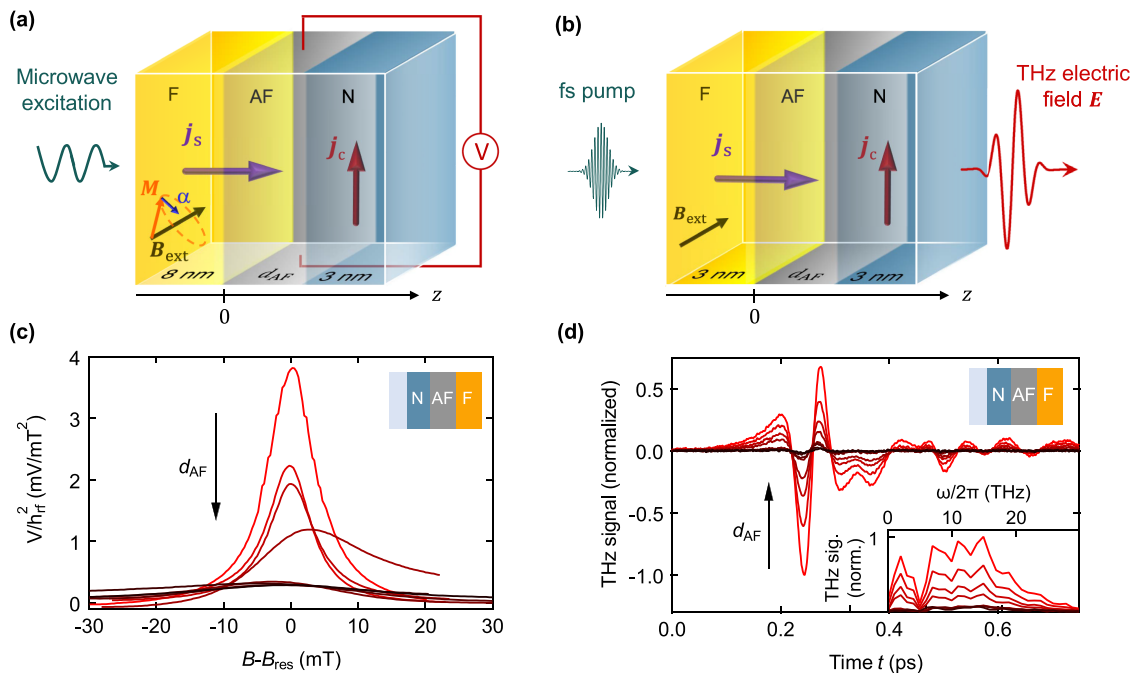 (a)
Microwave
excitation
F
AF
N
V
j_s
j_c
M
α
B_ext
8 nm
d_AF
3 nm
0
z
(b)
fs pump
F
AF
N
THz electric
field E
j_s
j_c
B_ext
3 nm
d_AF
3 nm
0
z
(c)
V/h_rf^2 (mV/mT^2)
4
3
2
1
0
d_AF
N AF F
-30 -20 -10 0 10 20 30
B-B_res (mT)
(d)
THz signal (normalized)
0.5
0.0
-0.5
-1.0
d_AF
N AF F
ω/2π (THz)
0 10 20
THz sig.
(norm.)
1
0.0 0.2 0.4 0.6
Time t (ps)